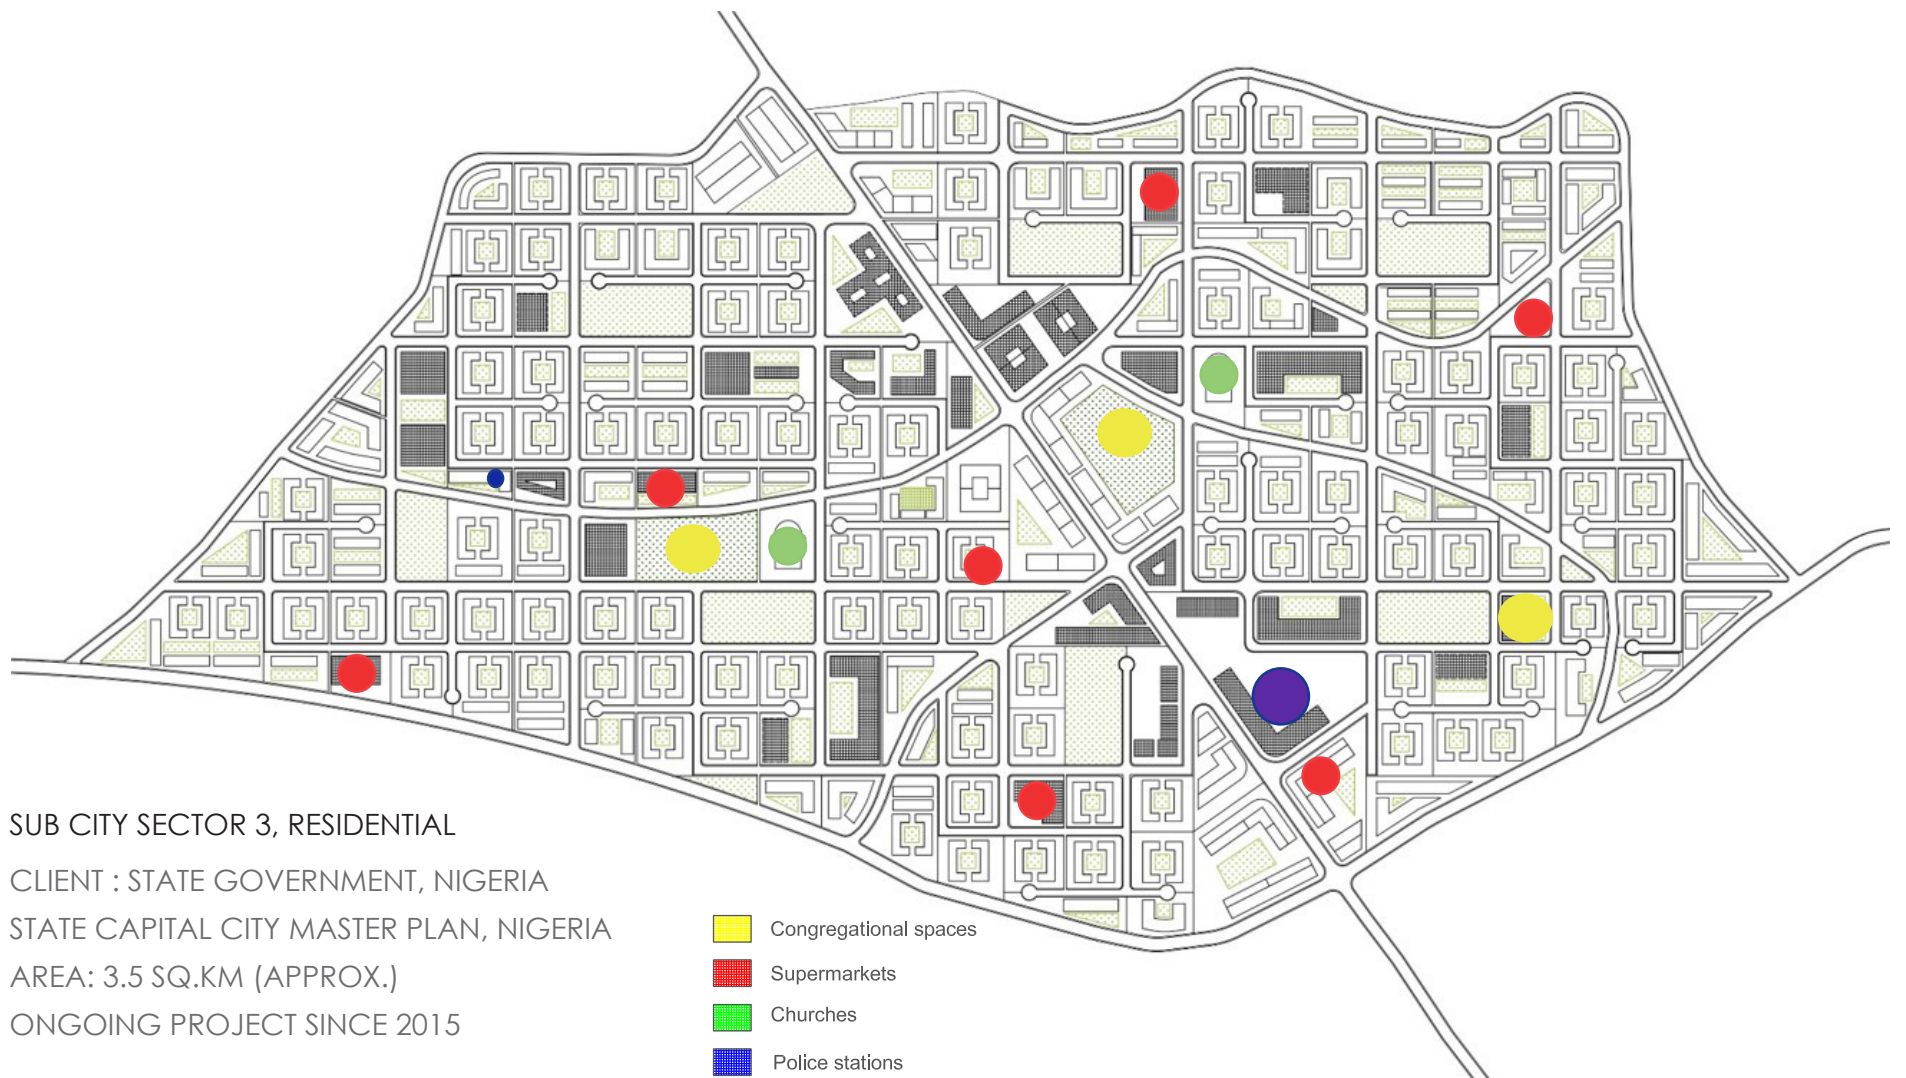 SUB CITY SECTOR 3, RESIDENTIAL
CLIENT : STATE GOVERNMENT, NIGERIA
STATE CAPITAL CITY MASTER PLAN, NIGERIA
AREA: 3.5 SQ.KM (APPROX.)
ONGOING PROJECT SINCE 2015
Congregational spaces
Supermarkets
Churches
Police stations